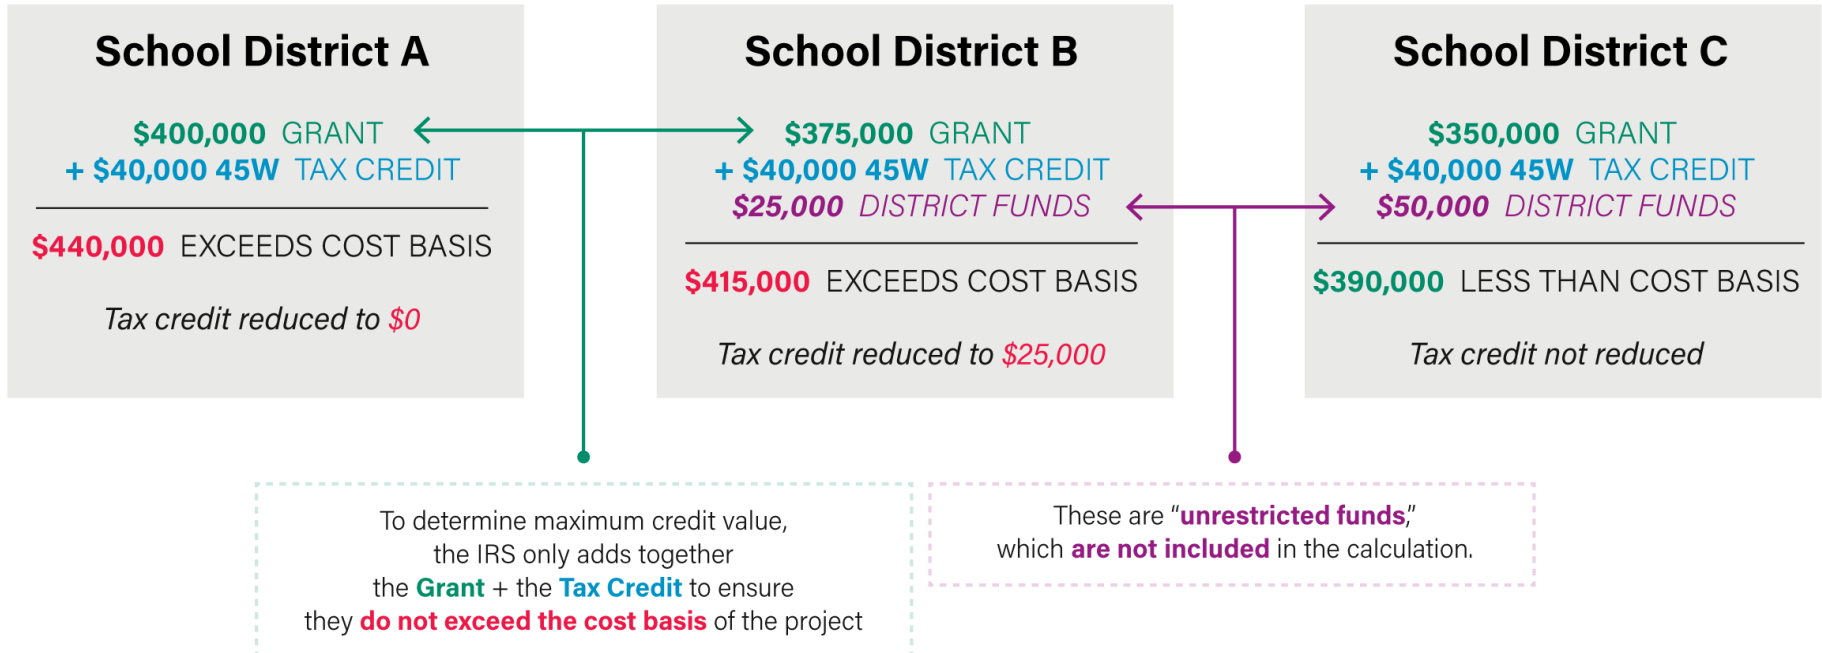 School District A
$400,000 GRANT
+ $40,000 45W TAX CREDIT
$440,000 EXCEEDS COST BASIS
Tax credit reduced to $0
School District B
$375,000 GRANT
+ $40,000 45W TAX CREDIT
$25,000 DISTRICT FUNDS
$415,000 EXCEEDS COST BASIS
Tax credit reduced to $25,000
School District C
$350,000 GRANT
+ $40,000 45W TAX CREDIT
$50,000 DISTRICT FUNDS
$390,000 LESS THAN COST BASIS
Tax credit not reduced
To determine maximum credit value,
the IRS only adds together
the Grant + the Tax Credit to ensure
they do not exceed the cost basis of the project
These are “unrestricted funds,”
which are not included in the calculation.